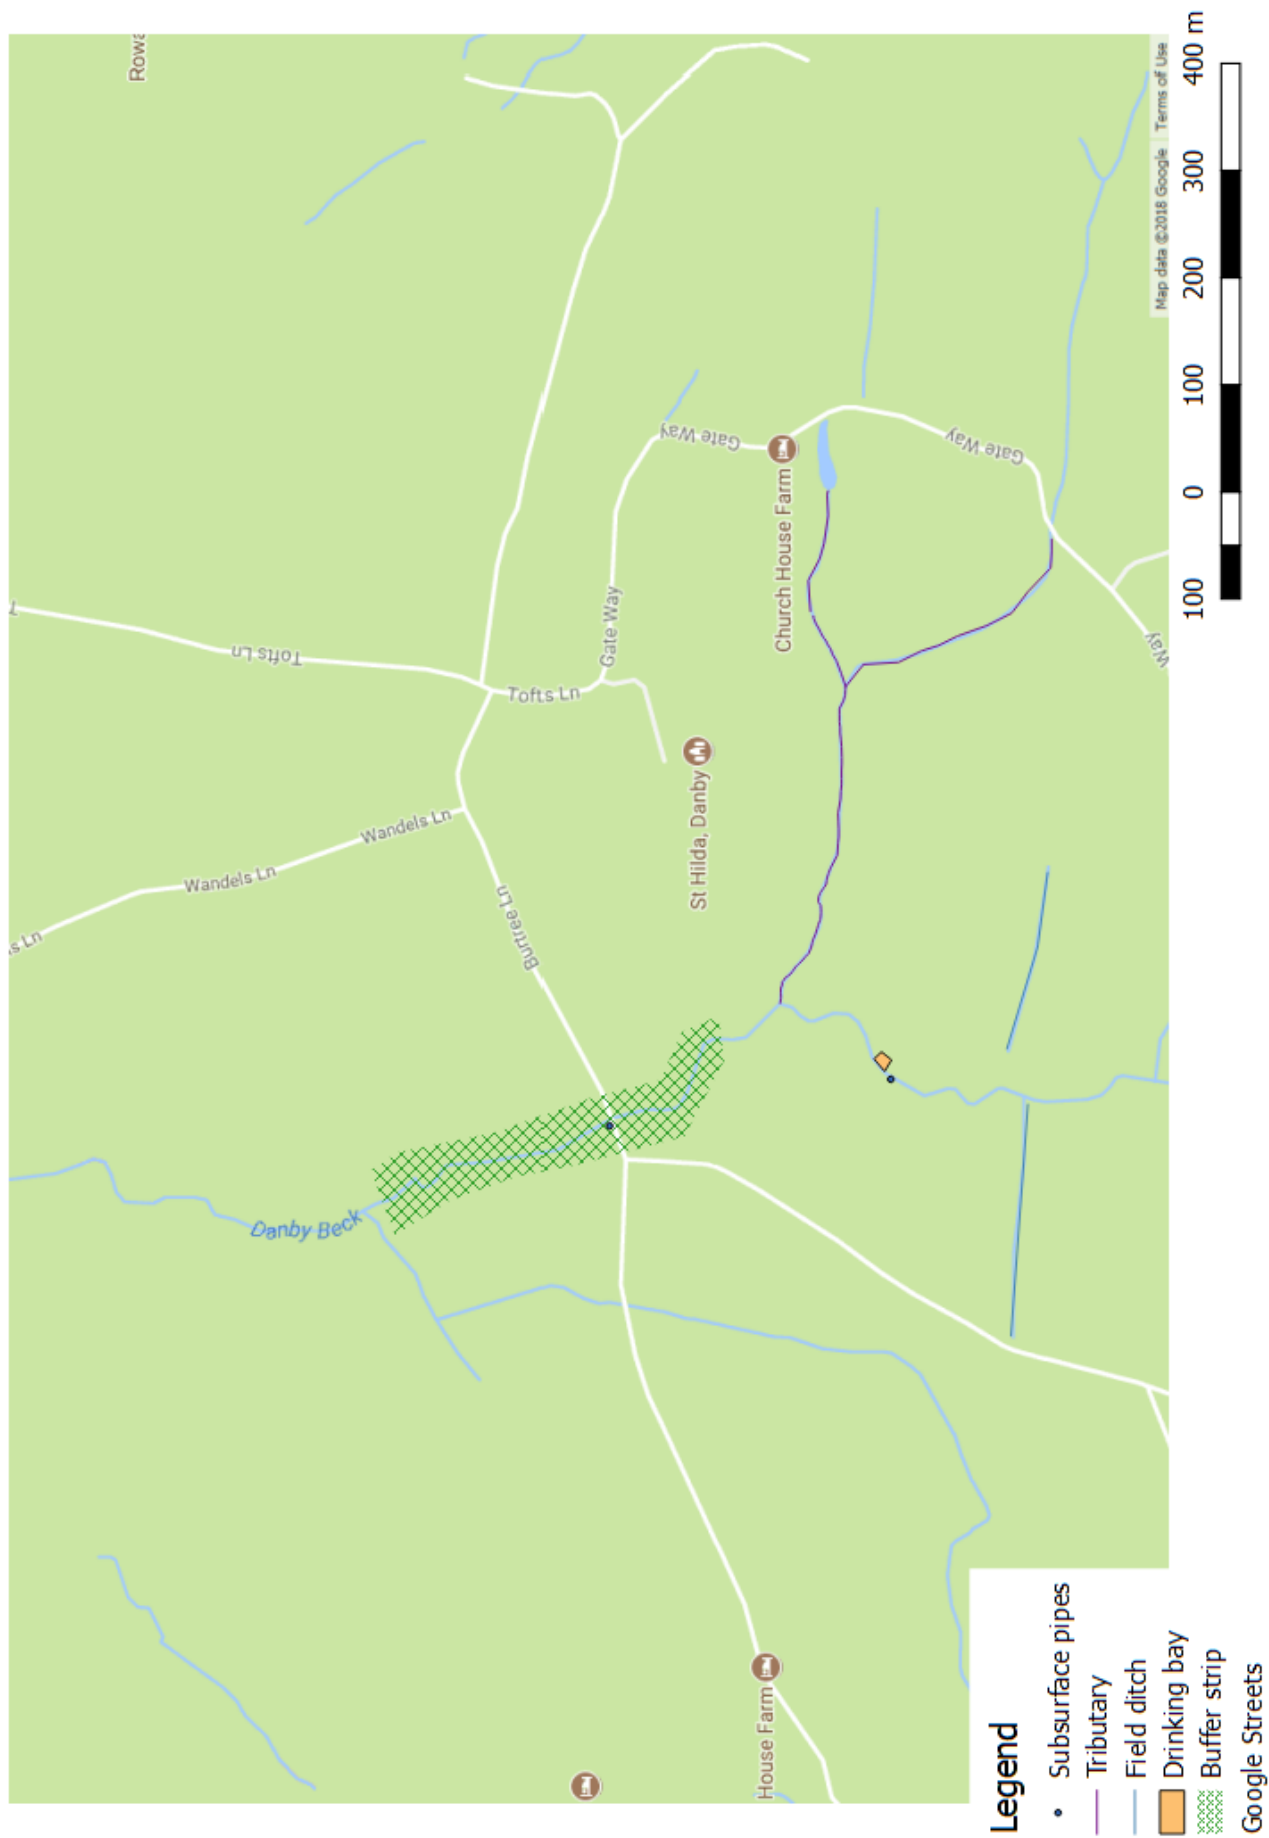 Rowa
T
Tofts Ln
Wandels Ln
Wandels Ln
s Ln
Tofts Ln
Burtree Ln
Gate Way
Gate Way
Gate Way
Way
Church House Farm
St Hilda, Danby
Danby Beck
House Farm
Map data ©2018 Google Terms of Use
100 0 100 200 300 400 m
Legend
Subsurface pipes
Tributary
Field ditch
Drinking bay
Buffer strip
Google Streets